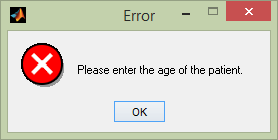 Error
Please enter the age of the patient.
OK